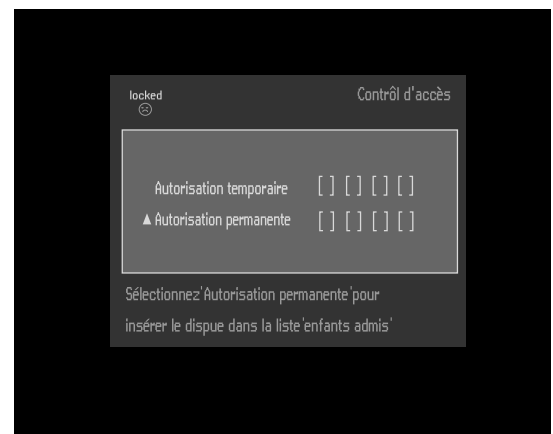 locked
Contrôl d'accès
Autorisation temporaire [ ] [ ] [ ] [ ]
▲ Autorisation permanente [ ] [ ] [ ] [ ]
Sélectionnez'Autorisation permanente'pour
insérer le dispue dans la liste'enfants admis'